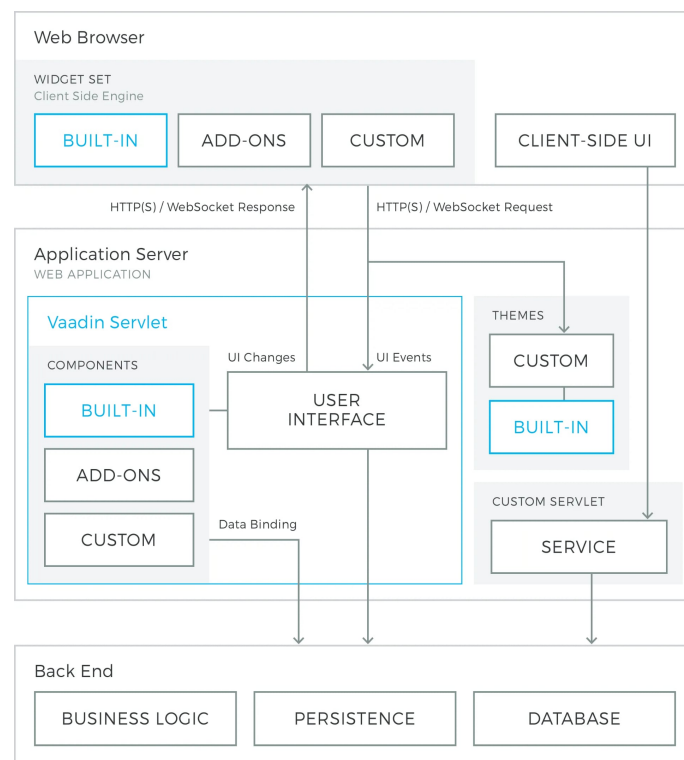 Web Browser
WIDGET SET
Client Side Engine
BUILT-IN
ADD-ONS
CUSTOM
CLIENT-SIDE UI
HTTP(S) / WebSocket Response
HTTP(S) / WebSocket Request
Application Server
WEB APPLICATION
Vaadin Servlet
COMPONENTS
BUILT-IN
ADD-ONS
CUSTOM
UI Changes
UI Events
USER
INTERFACE
Data Binding
THEMES
CUSTOM
BUILT-IN
CUSTOM SERVLET
SERVICE
Back End
BUSINESS LOGIC
PERSISTENCE
DATABASE